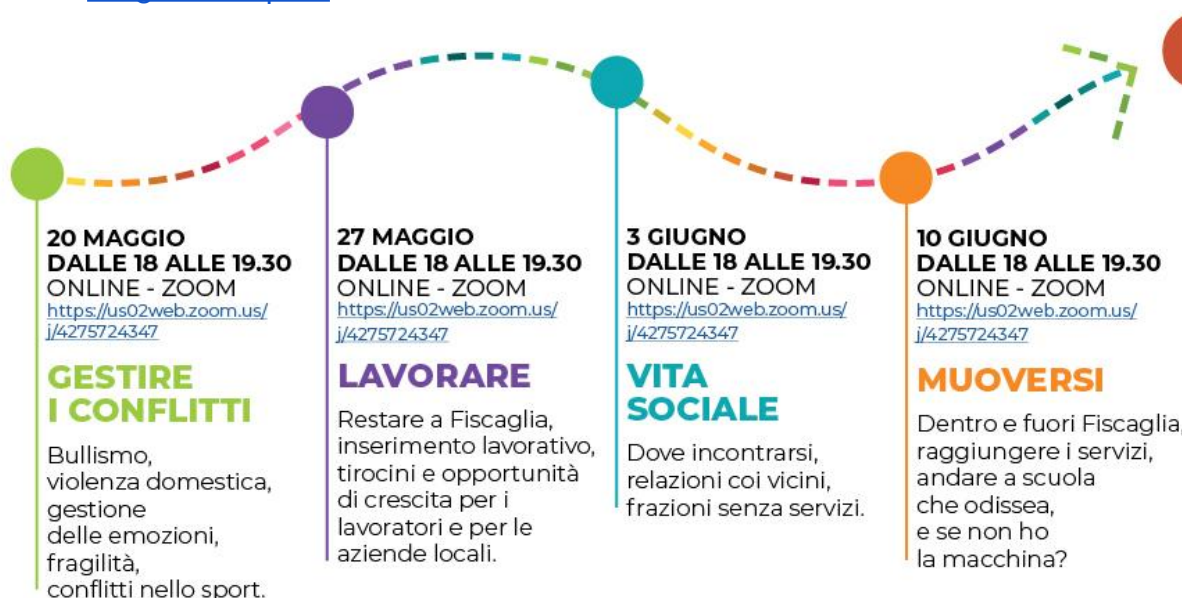 20 MAGGIO
DALLE 18 ALLE 19.30
ONLINE - ZOOM
https://us02web.zoom.us/
j/4275724347
GESTIRE
I CONFLITTI
Bullismo,
violenza domestica,
gestione
delle emozioni,
fragilità,
conflitti nello sport.
27 MAGGIO
DALLE 18 ALLE 19.30
ONLINE - ZOOM
https://us02web.zoom.us/
j/4275724347
LAVORARE
Restare a Fiscaglia,
inserimento lavorativo,
tirocini e opportunità
di crescita per i
lavoratori e per le
aziende locali.
3 GIUGNO
DALLE 18 ALLE 19.30
ONLINE - ZOOM
https://us02web.zoom.us/
j/4275724347
VITA
SOCIALE
Dove incontrarsi,
relazioni coi vicini,
frazioni senza servizi.
10 GIUGNO
DALLE 18 ALLE 19.30
ONLINE - ZOOM
https://us02web.zoom.us/
j/4275724347
MUOVERSI
Dentro e fuori Fiscaglia,
raggiungere i servizi,
andare a scuola
che odissea,
e se non ho
la macchina?